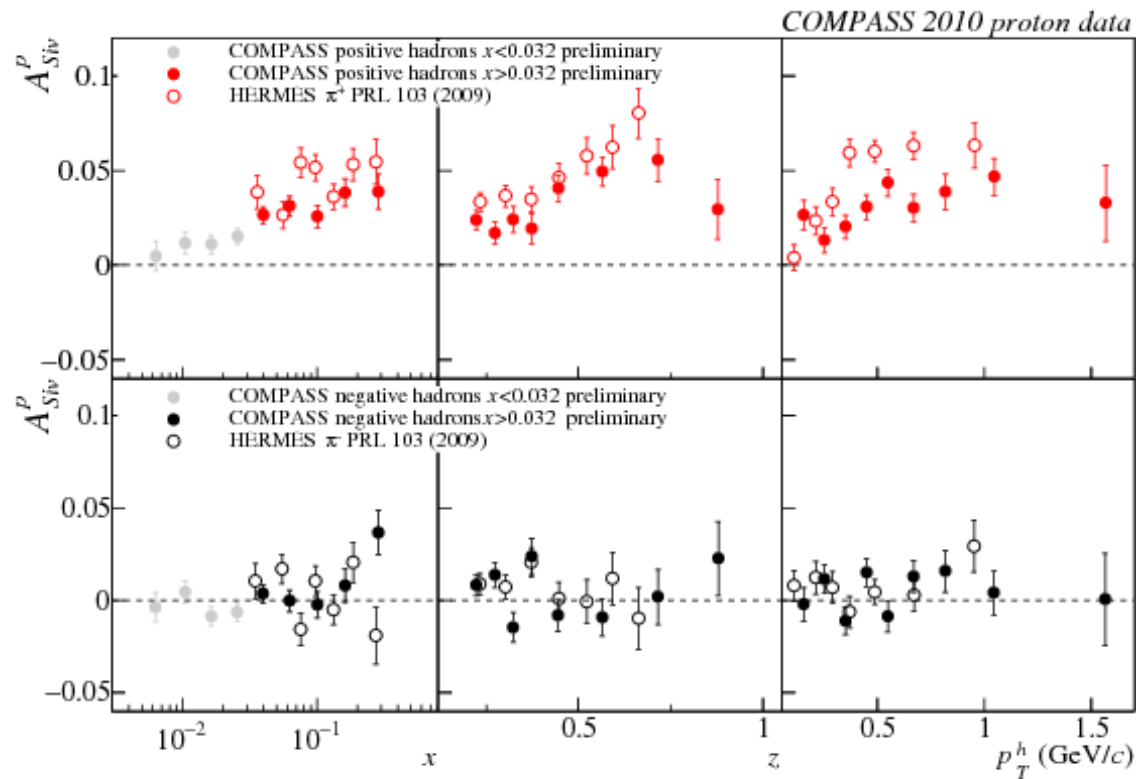 COMPASS 2010 proton data
A^p_Siv
0.1
0.05
0
−0.05
COMPASS positive hadrons x<0.032 preliminary
COMPASS positive hadrons x>0.032 preliminary
HERMES π⁺ PRL 103 (2009)
A^p_Siv
0.1
0.05
0
−0.05
COMPASS negative hadrons x<0.032 preliminary
COMPASS negative hadrons x>0.032 preliminary
HERMES π⁻ PRL 103 (2009)
10⁻² 10⁻¹ 0.5 1 0.5 1 1.5
x z p^h_T (GeV/c)